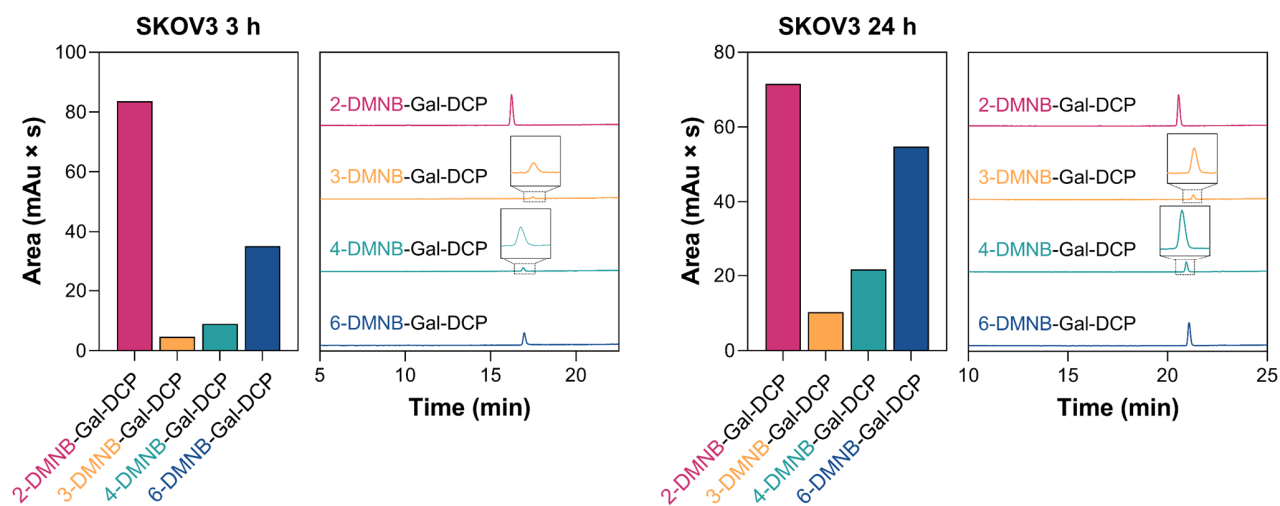 SKOV3 3 h
Area (mAu × s)
100
80
60
40
20
0
2-DMNB-Gal-DCP
3-DMNB-Gal-DCP
4-DMNB-Gal-DCP
6-DMNB-Gal-DCP
2-DMNB-Gal-DCP
3-DMNB-Gal-DCP
4-DMNB-Gal-DCP
6-DMNB-Gal-DCP
5 10 15 20
Time (min)
SKOV3 24 h
Area (mAu × s)
80
60
40
20
0
2-DMNB-Gal-DCP
3-DMNB-Gal-DCP
4-DMNB-Gal-DCP
6-DMNB-Gal-DCP
2-DMNB-Gal-DCP
3-DMNB-Gal-DCP
4-DMNB-Gal-DCP
6-DMNB-Gal-DCP
10 15 20 25
Time (min)